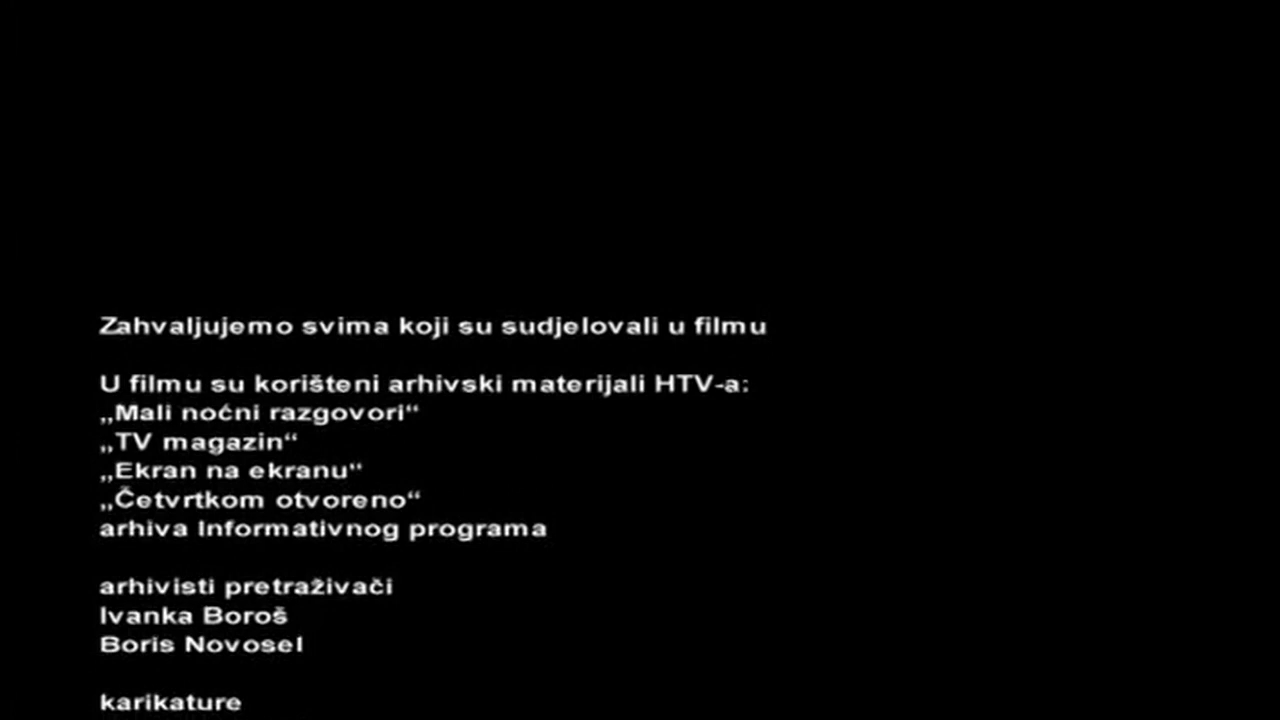 Zahvaljujemo svima koji su sudjelovali u filmu
U filmu su korišteni arhivski materijali HTV-a:
„Mali noćni razgovori“
„TV magazin“
„Ekran na ekranu“
„Četvrtkom otvoreno“
arhiva Informativnog programa
arhivisti pretraživači
Ivanka Boroš
Boris Novosel
karikature